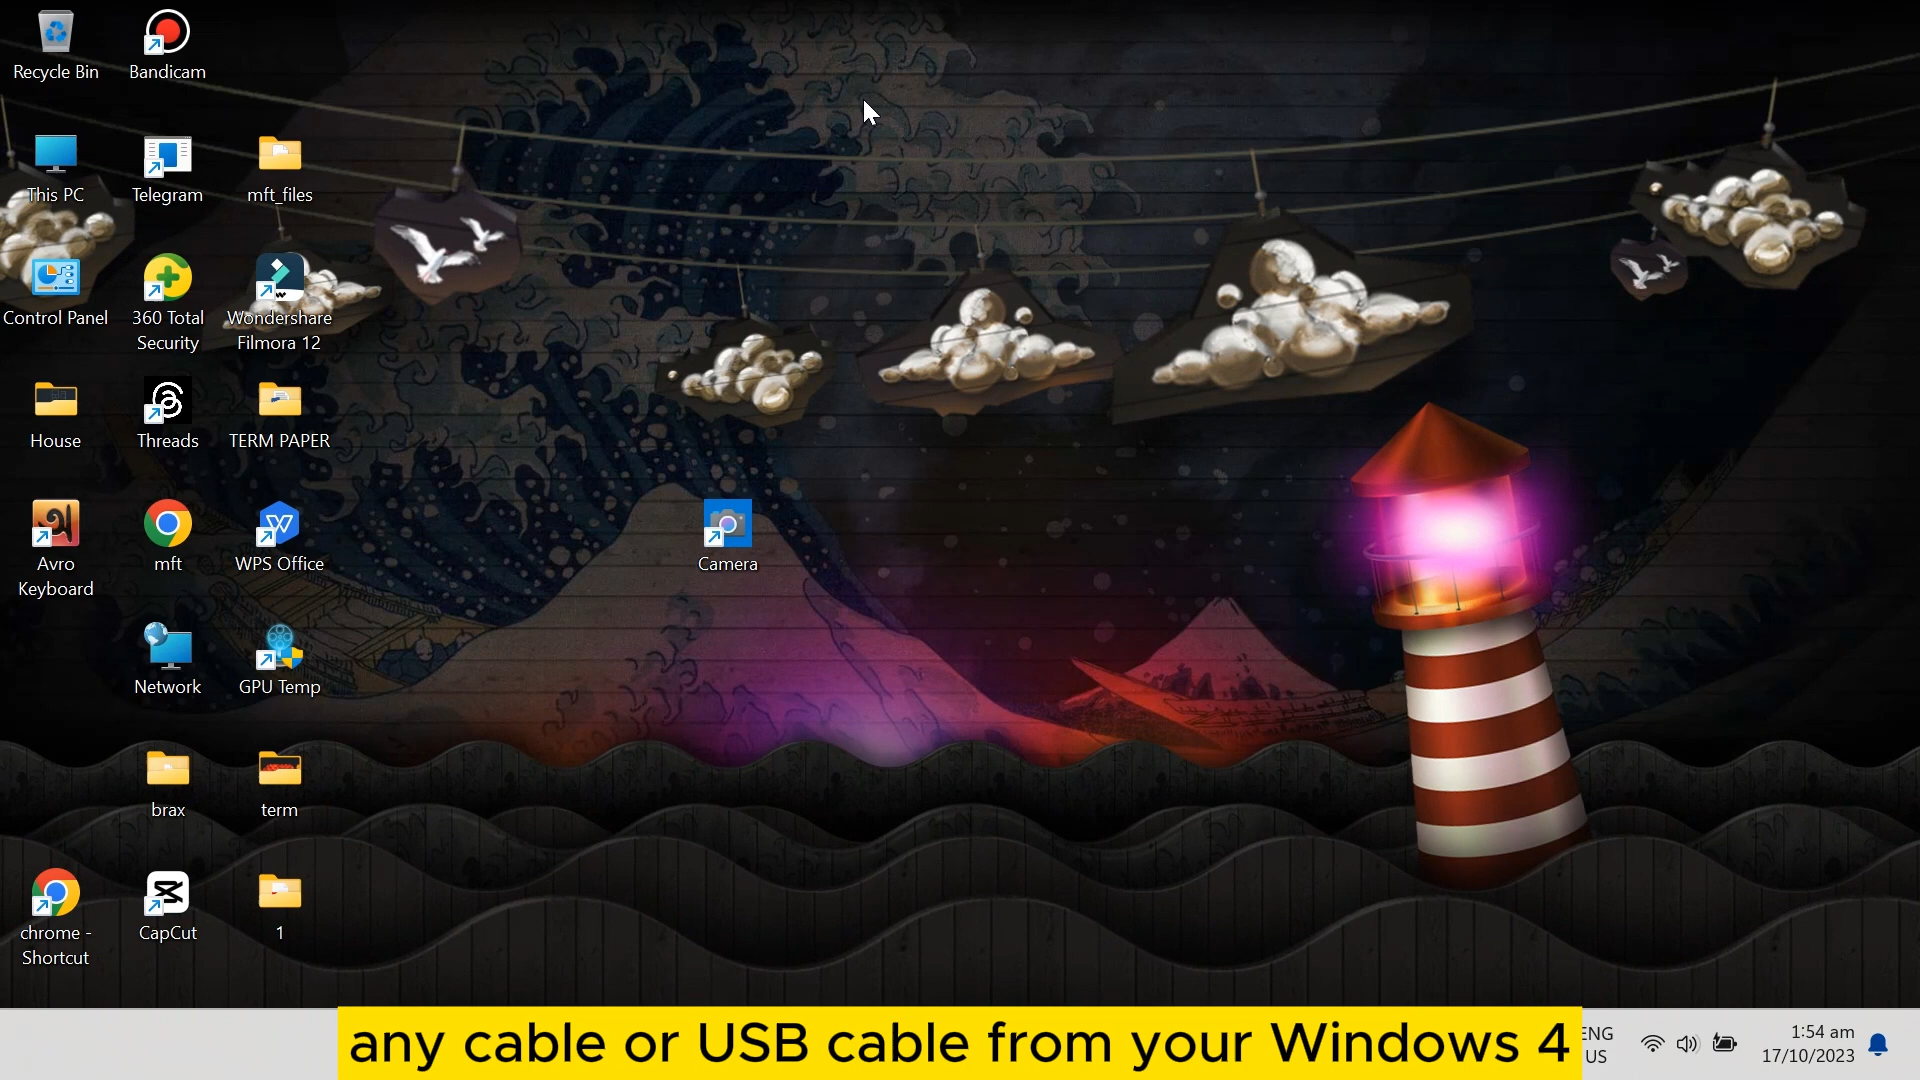 Recycle Bin
Bandicam
This PC
Telegram
mft_files
Control Panel
360 Total
Security
Wondershare
Filmora 12
House
Threads
TERM PAPER
Avro
Keyboard
mft
WPS Office
Camera
Network
GPU Temp
brax
term
chrome -
Shortcut
CapCut
1
any cable or USB cable from your Windows 4
ENG
US
1:54 am
17/10/2023